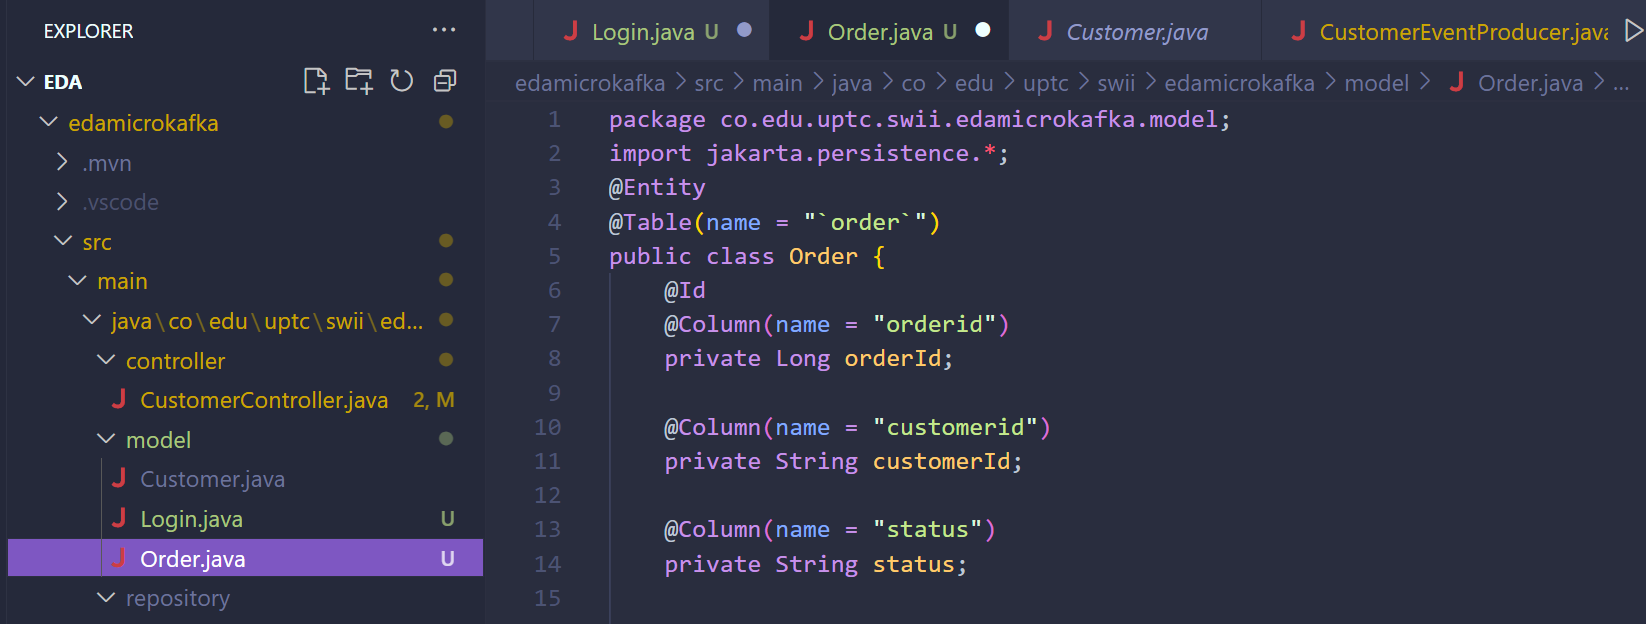 EXPLORER
EDA
edamicrokafka
.mvn
.vscode
src
main
java\co\edu\uptc\swii\ed...
controller
CustomerController.java 2, M
model
Customer.java
Login.java U
Order.java U
repository
Login.java U
Order.java U
Customer.java
CustomerEventProducer.java
edamicrokafka > src > main > java > co > edu > uptc > swii > edamicrokafka > model > Order.java > ...
1 package co.edu.uptc.swii.edamicrokafka.model;
2 import jakarta.persistence.*;
3 @Entity
4 @Table(name = "`order`")
5 public class Order {
6 @Id
7 @Column(name = "orderid")
8 private Long orderId;
9
10 @Column(name = "customerid")
11 private String customerId;
12
13 @Column(name = "status")
14 private String status;
15